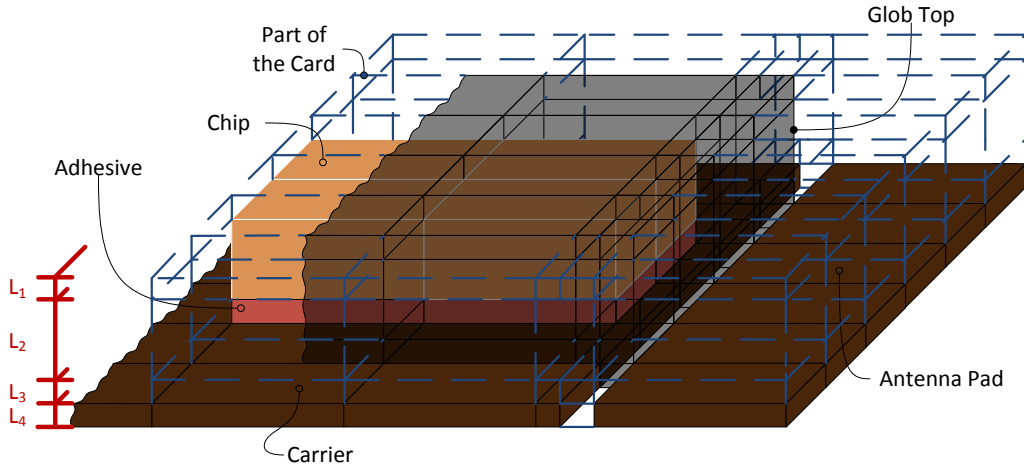 Glob Top
Part of
the Card
Chip
Adhesive
L1
L2
L3
L4
Antenna Pad
Carrier